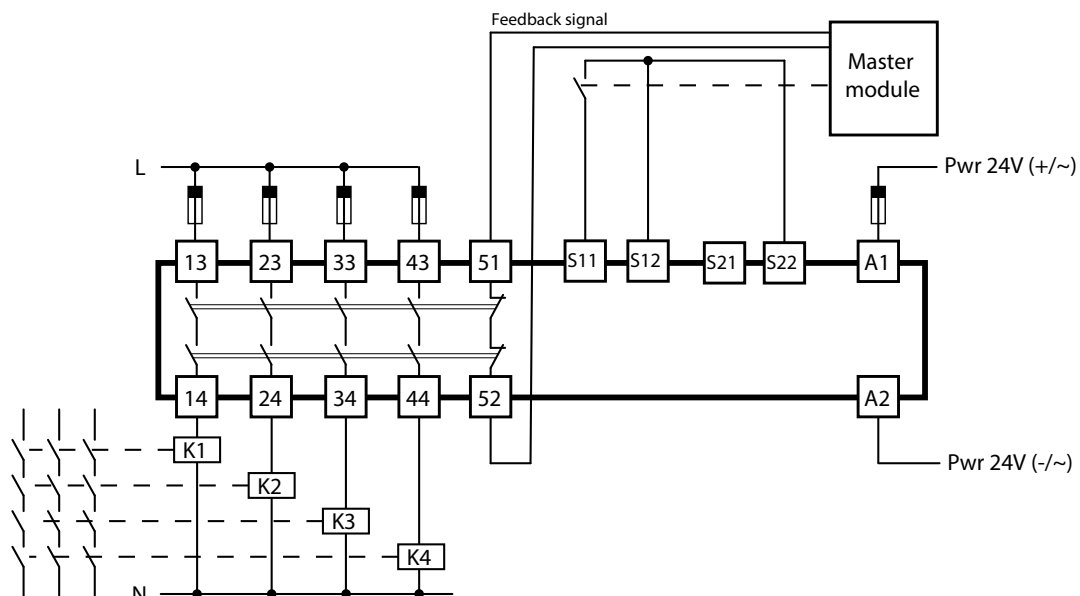 Feedback signal
Master
module
L
Pwr 24V (+/~)
13 23 33 43 51 S11 S12 S21 S22 A1
14 24 34 44 52 A2
K1
Pwr 24V (-/~)
K2
K3
K4
N